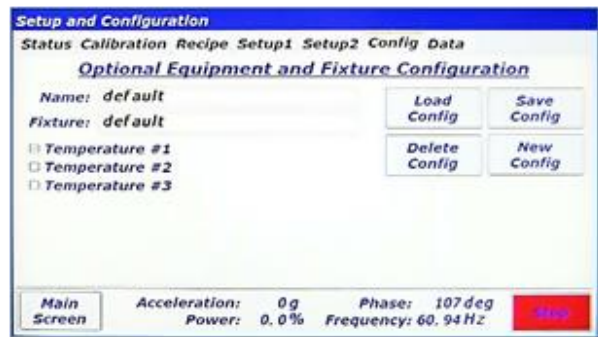 Setup and Configuration
Status Calibration Recipe Setup1 Setup2 Config Data
Optional Equipment and Fixture Configuration
Name: default
Fixture: default
Load Config
Save Config
Temperature #1
Temperature #2
Temperature #3
Delete Config
New Config
Main Screen
Acceleration: 0 g
Phase: 107 deg
Power: 0.0%
Frequency: 60.94 Hz
Stop